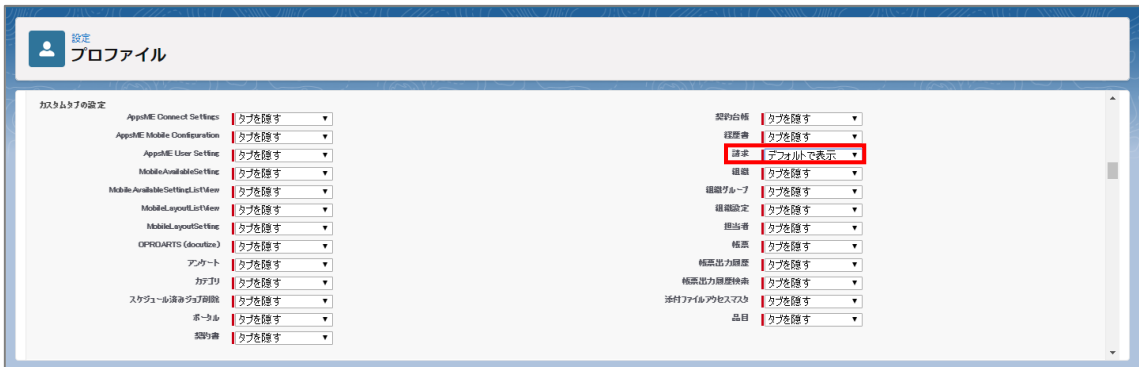 設定
プロファイル
カスタムタブの設定
AppsME Connect Settings タブを隠す
AppsME Mobile Configuration タブを隠す
AppsME User Setting タブを隠す
MobileAvailableSetting タブを隠す
MobileAvailableSettingListView タブを隠す
MobileLayoutListView タブを隠す
MobileLayoutSetting タブを隠す
OPROARTS (docutize) タブを隠す
アンケート タブを隠す
カテゴリ タブを隠す
スケジュール済みジョブ削除 タブを隠す
ポータル タブを隠す
契約書 タブを隠す
契約台帳 タブを隠す
経歴書 タブを隠す
請求 デフォルトで表示
組織 タブを隠す
組織グループ タブを隠す
組織設定 タブを隠す
担当者 タブを隠す
帳票 タブを隠す
帳票出力履歴 タブを隠す
帳票出力履歴検索 タブを隠す
添付ファイルアクセスマスタ タブを隠す
品目 タブを隠す